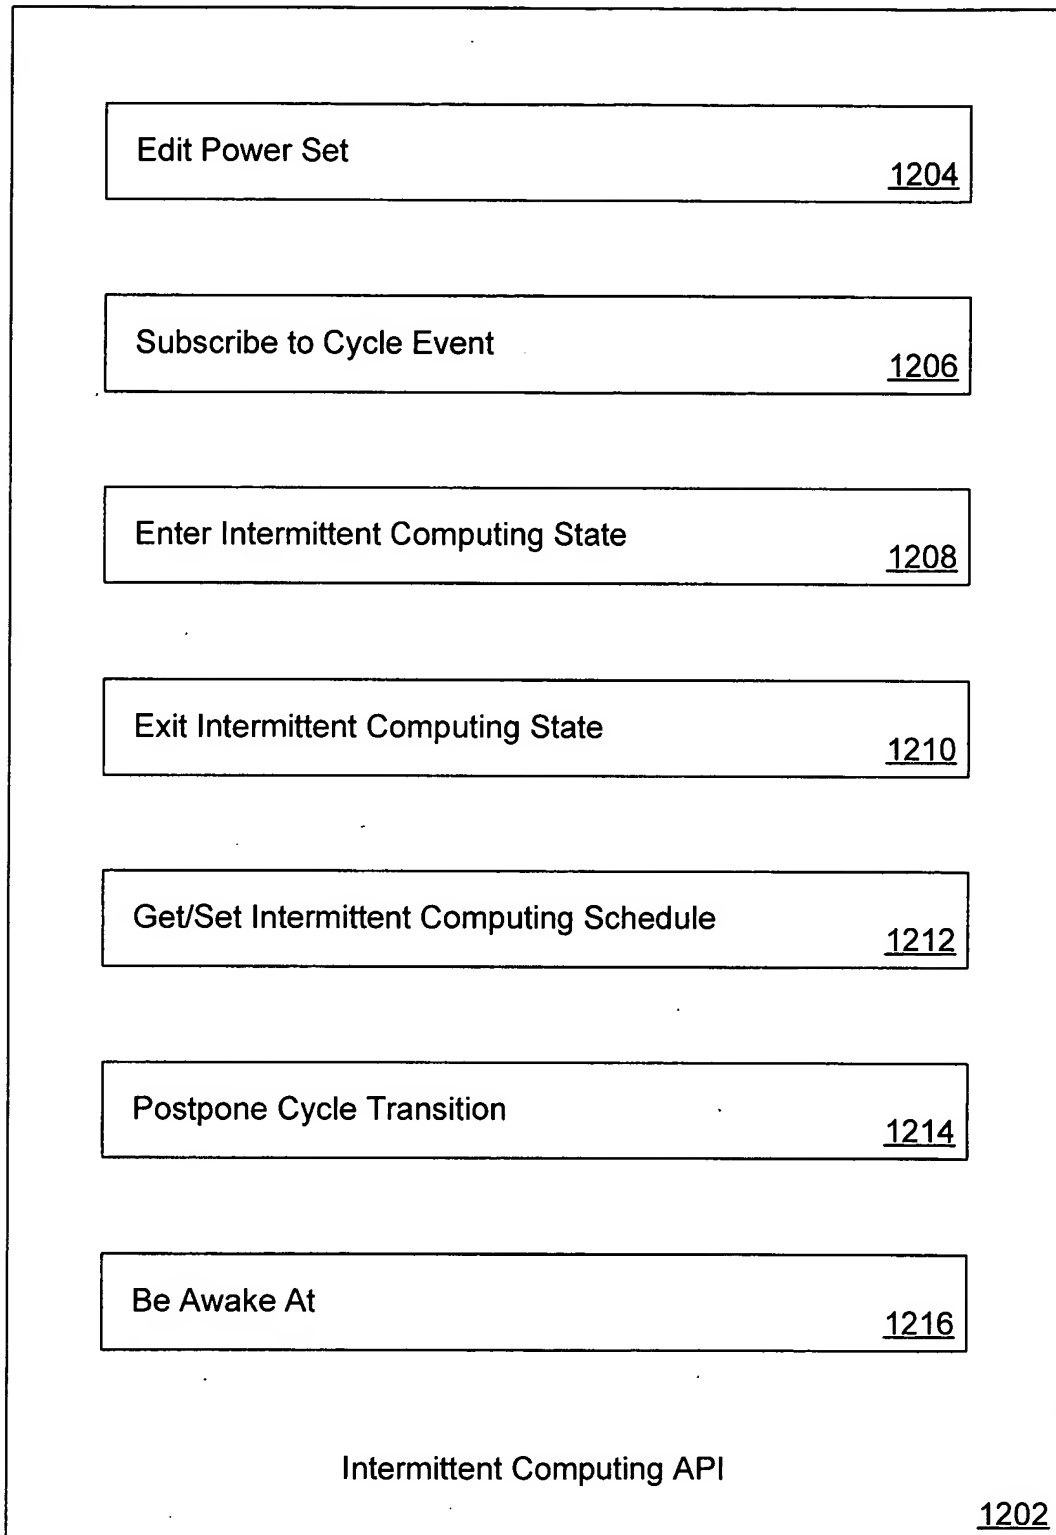 Edit Power Set
1204
Subscribe to Cycle Event
1206
Enter Intermittent Computing State
1208
Exit Intermittent Computing State
1210
Get/Set Intermittent Computing Schedule
1212
Postpone Cycle Transition
1214
Be Awake At
1216
Intermittent Computing API
1202